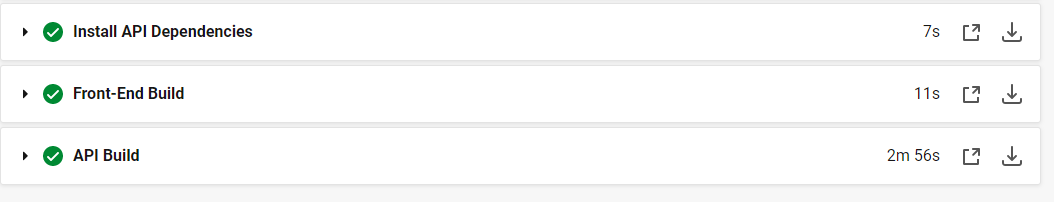 Install API Dependencies 7s
Front-End Build 11s
API Build 2m 56s